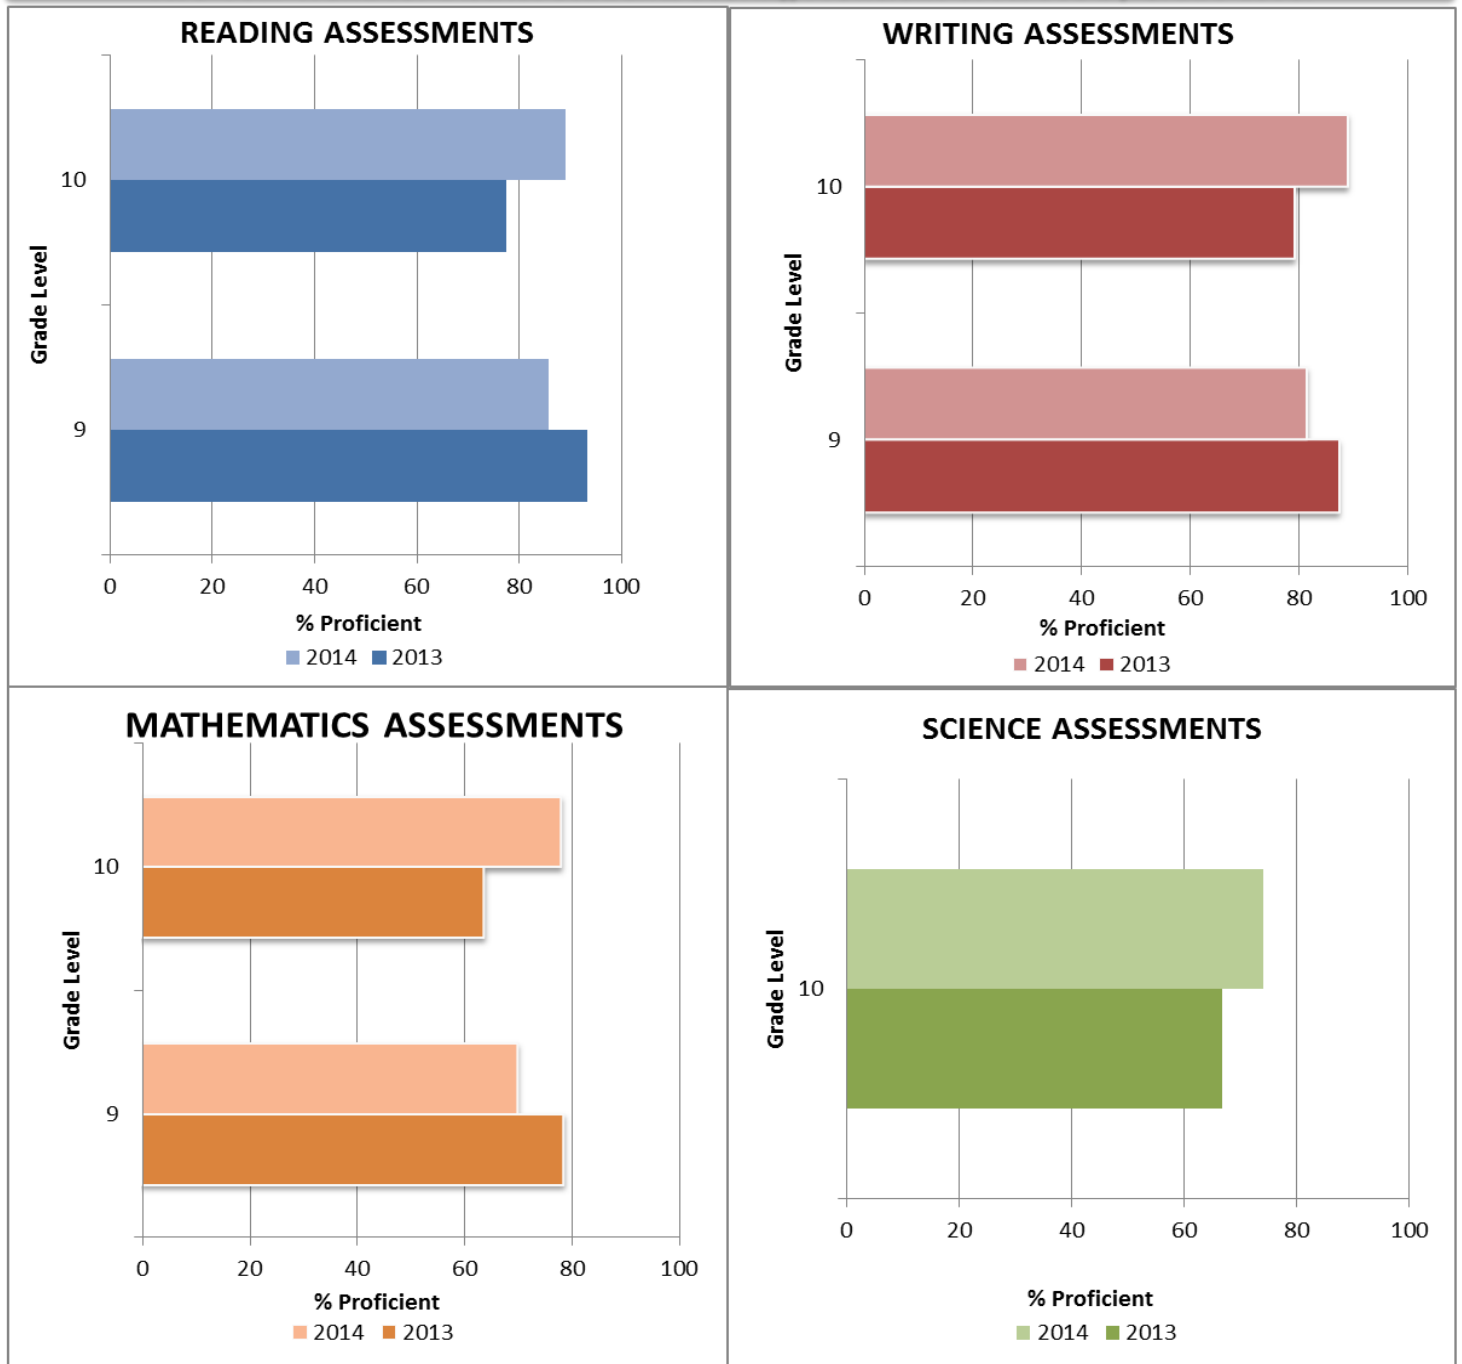 READING ASSESSMENTS
10
9
Grade Level
0 20 40 60 80 100
% Proficient
2014 2013
WRITING ASSESSMENTS
10
9
Grade Level
0 20 40 60 80 100
% Proficient
2014 2013
MATHEMATICS ASSESSMENTS
10
9
Grade Level
0 20 40 60 80 100
% Proficient
2014 2013
SCIENCE ASSESSMENTS
10
Grade Level
0 20 40 60 80 100
% Proficient
2014 2013